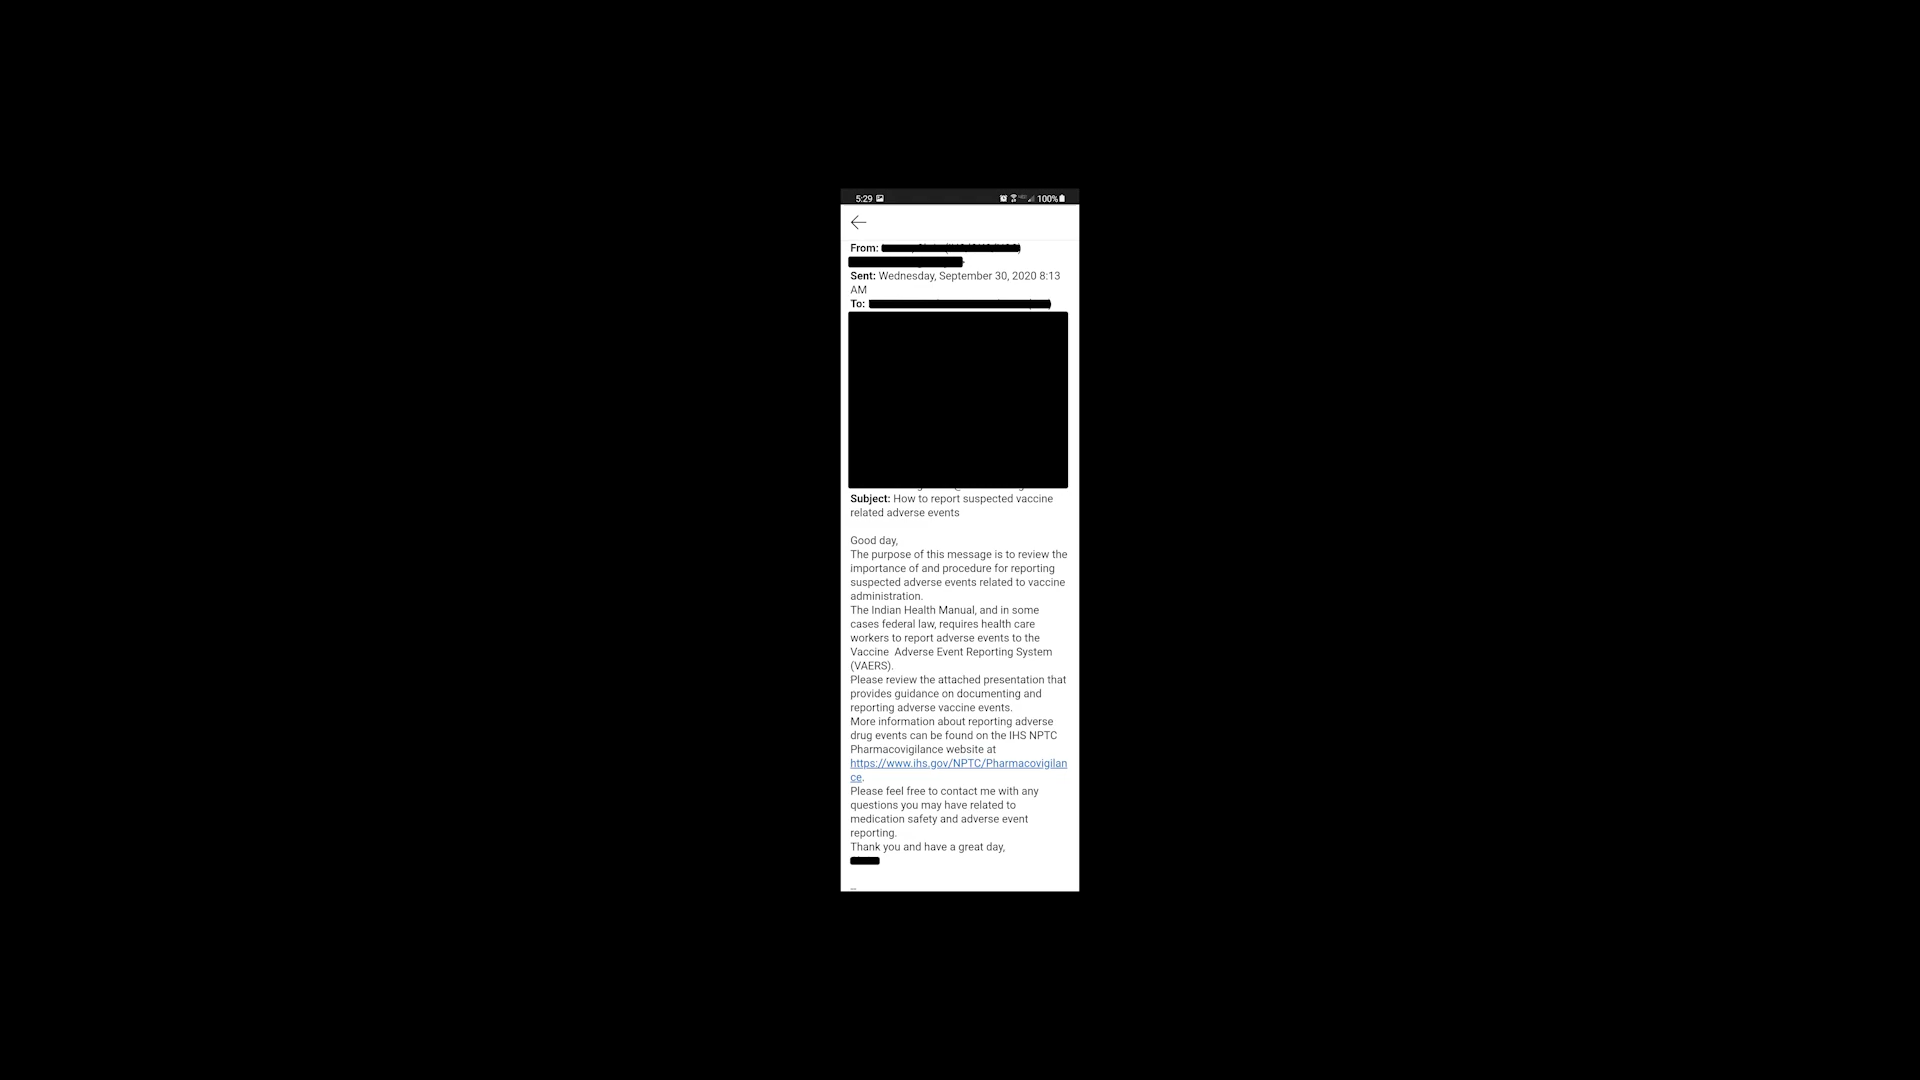 5:29
100%
From:
Sent: Wednesday, September 30, 2020 8:13
AM
To:
Subject: How to report suspected vaccine
related adverse events
Good day,
The purpose of this message is to review the
importance of and procedure for reporting
suspected adverse events related to vaccine
administration.
The Indian Health Manual, and in some
cases federal law, requires health care
workers to report adverse events to the
Vaccine  Adverse Event Reporting System
(VAERS).
Please review the attached presentation that
provides guidance on documenting and
reporting adverse vaccine events.
More information about reporting adverse
drug events can be found on the IHS NPTC
Pharmacovigilance website at
https://www.ihs.gov/NPTC/Pharmacovigilan
ce.
Please feel free to contact me with any
questions you may have related to
medication safety and adverse event
reporting.
Thank you and have a great day,